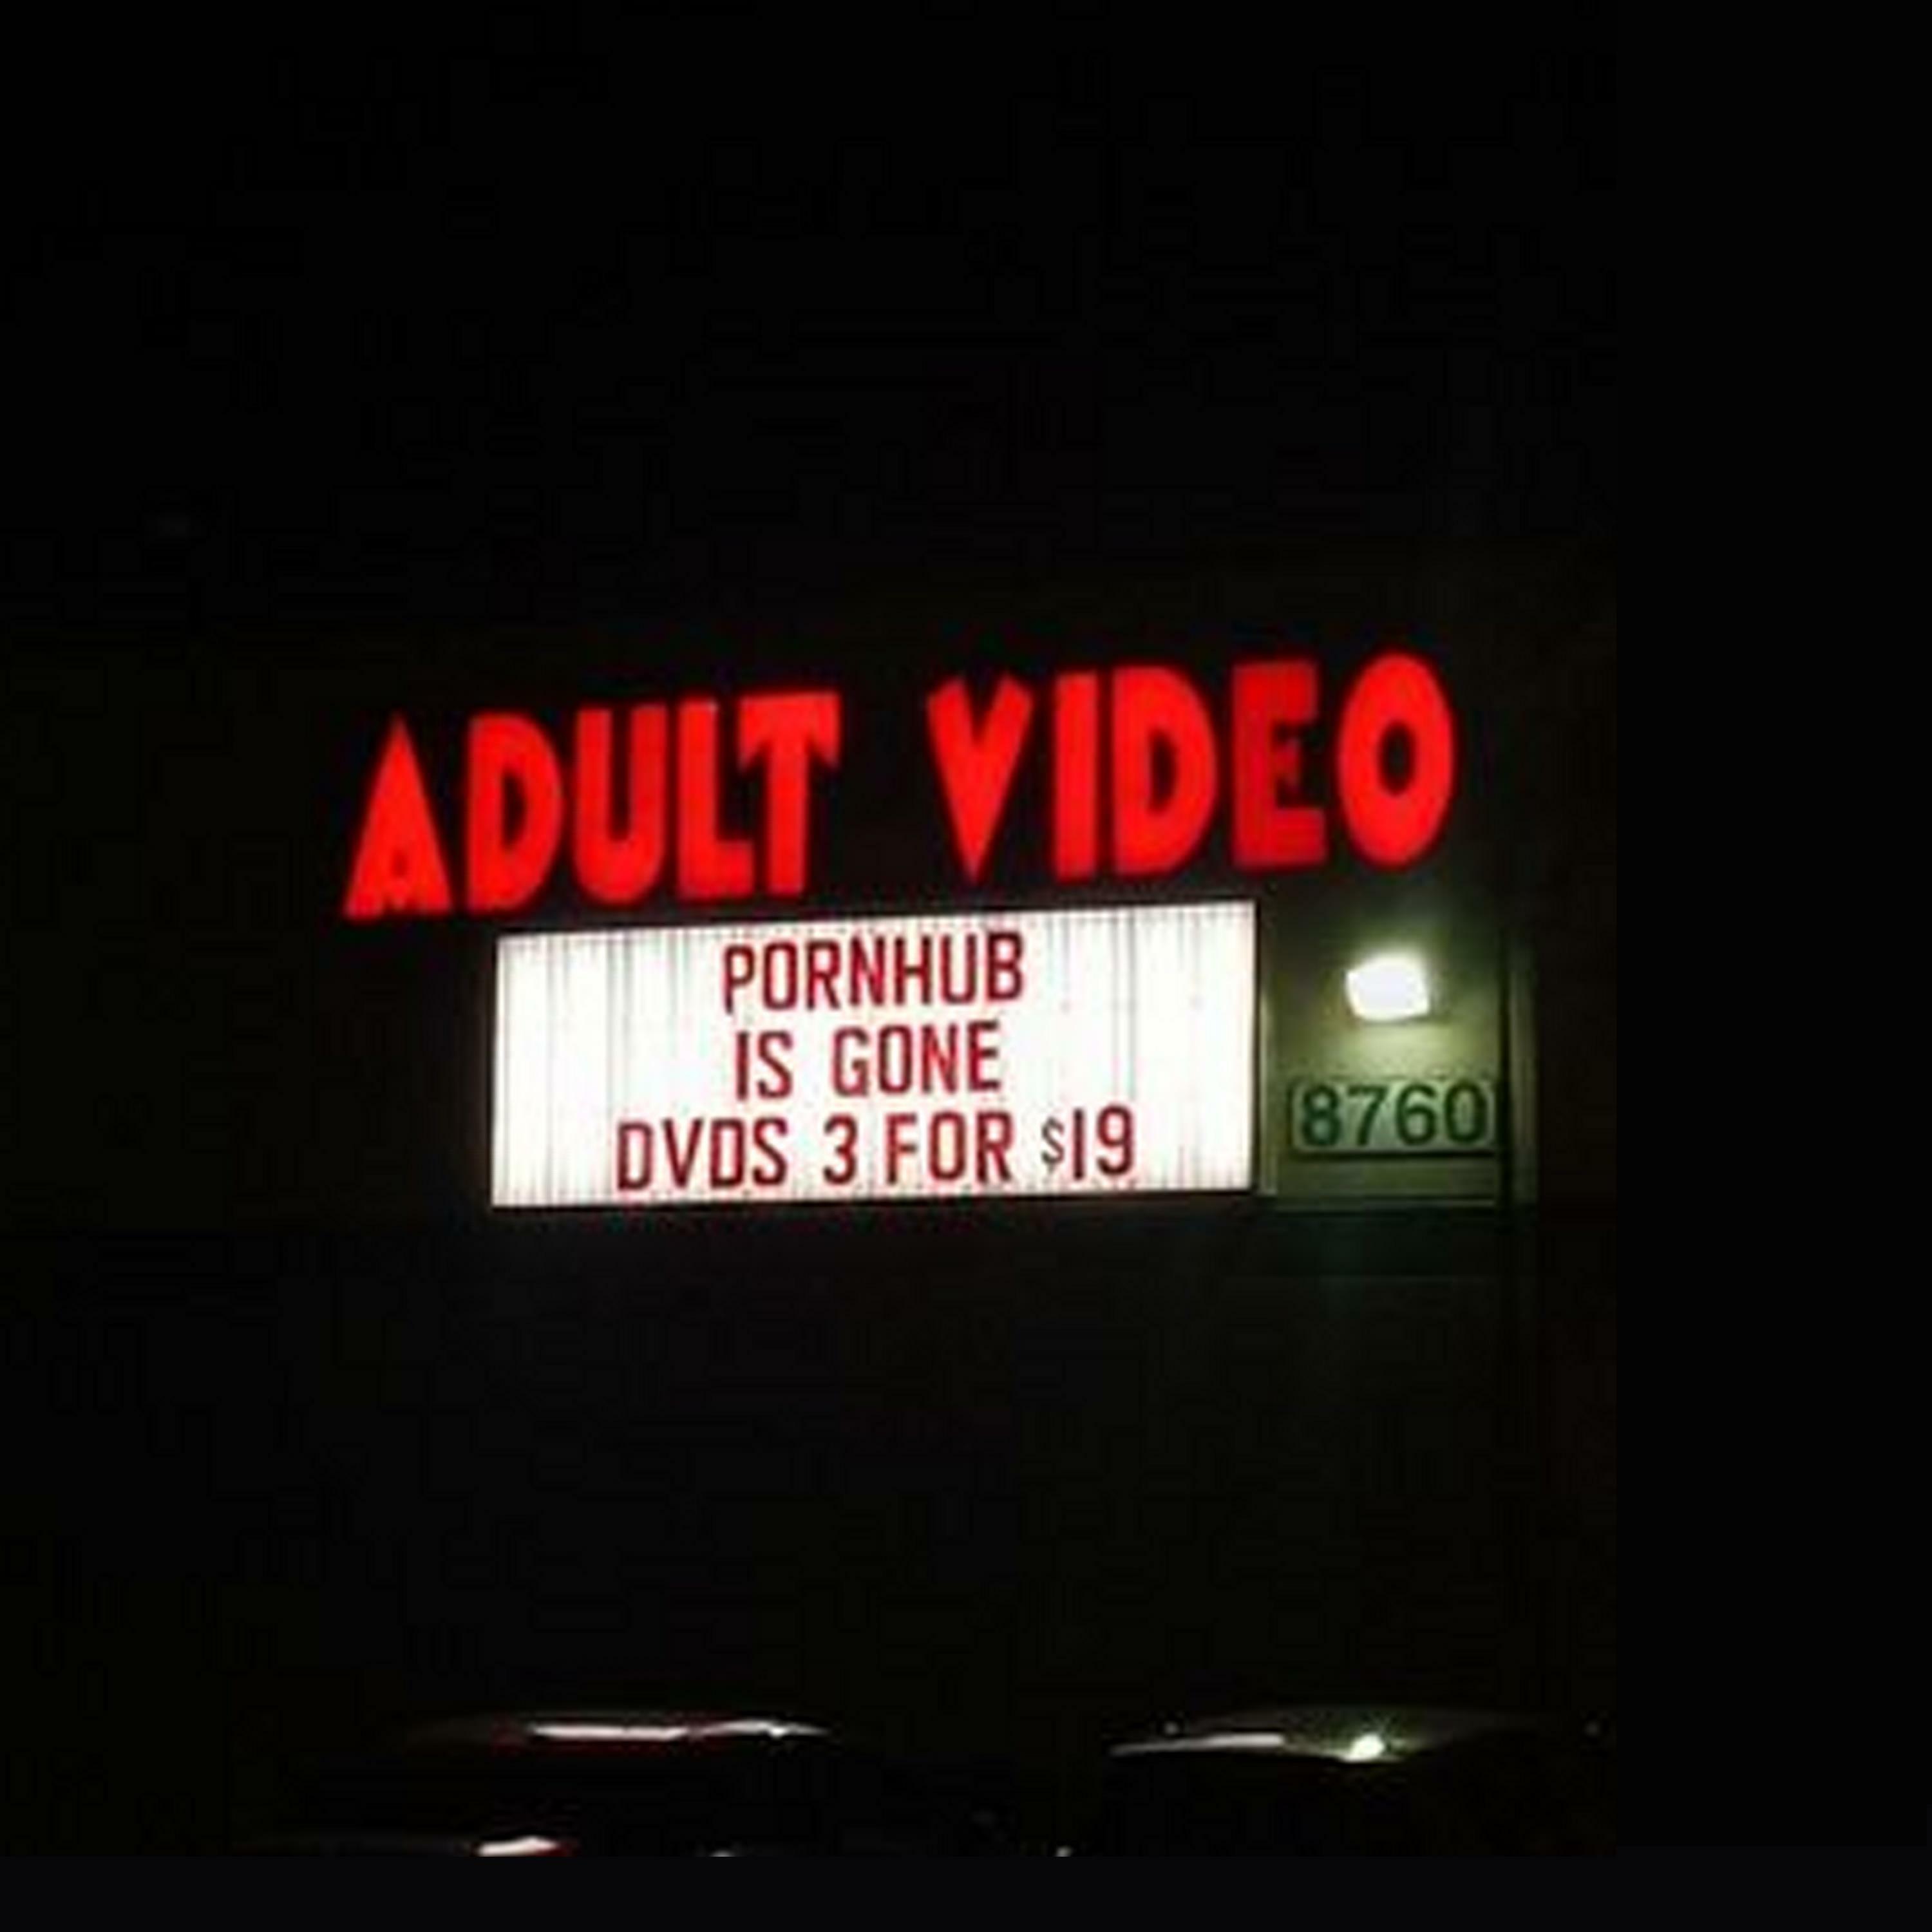 ADULT VIDEO
PORNHUB
IS GONE
DVDS 3 FOR $19
8760